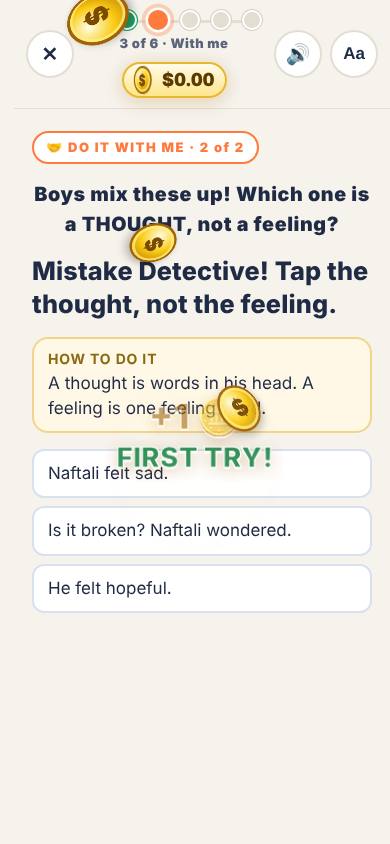 3 of 6 · With me
$0.00
Aa
DO IT WITH ME · 2 of 2
Boys mix these up! Which one is
a THOUGHT, not a feeling?
Mistake Detective! Tap the
thought, not the feeling.
HOW TO DO IT
A thought is words in his head. A
feeling is one feeling
+1
FIRST TRY!
Naftali felt sad.
Is it broken? Naftali wondered.
He felt hopeful.